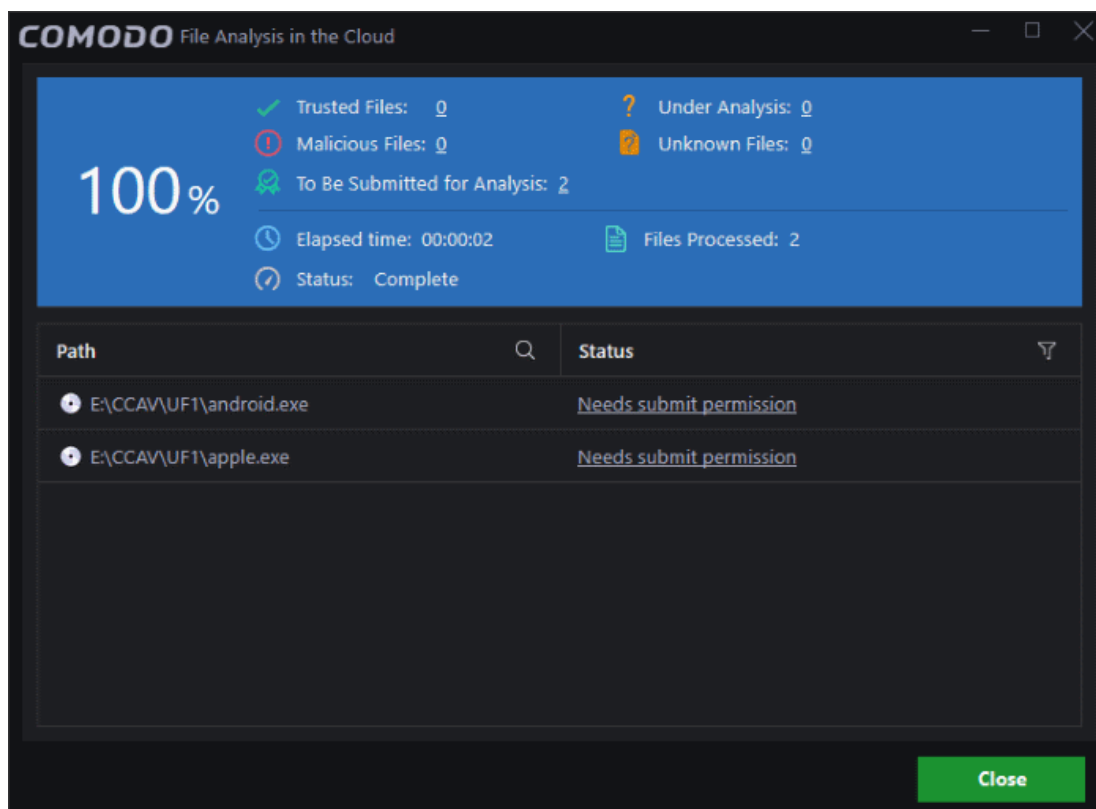 COMODO File Analysis in the Cloud
100 %
Trusted Files: 0
Under Analysis: 0
Malicious Files: 0
Unknown Files: 0
To Be Submitted for Analysis: 2
Elapsed time: 00:00:02
Files Processed: 2
Status: Complete
Path
Status
E:\CCAV\UF1\android.exe
Needs submit permission
E:\CCAV\UF1\apple.exe
Needs submit permission
Close